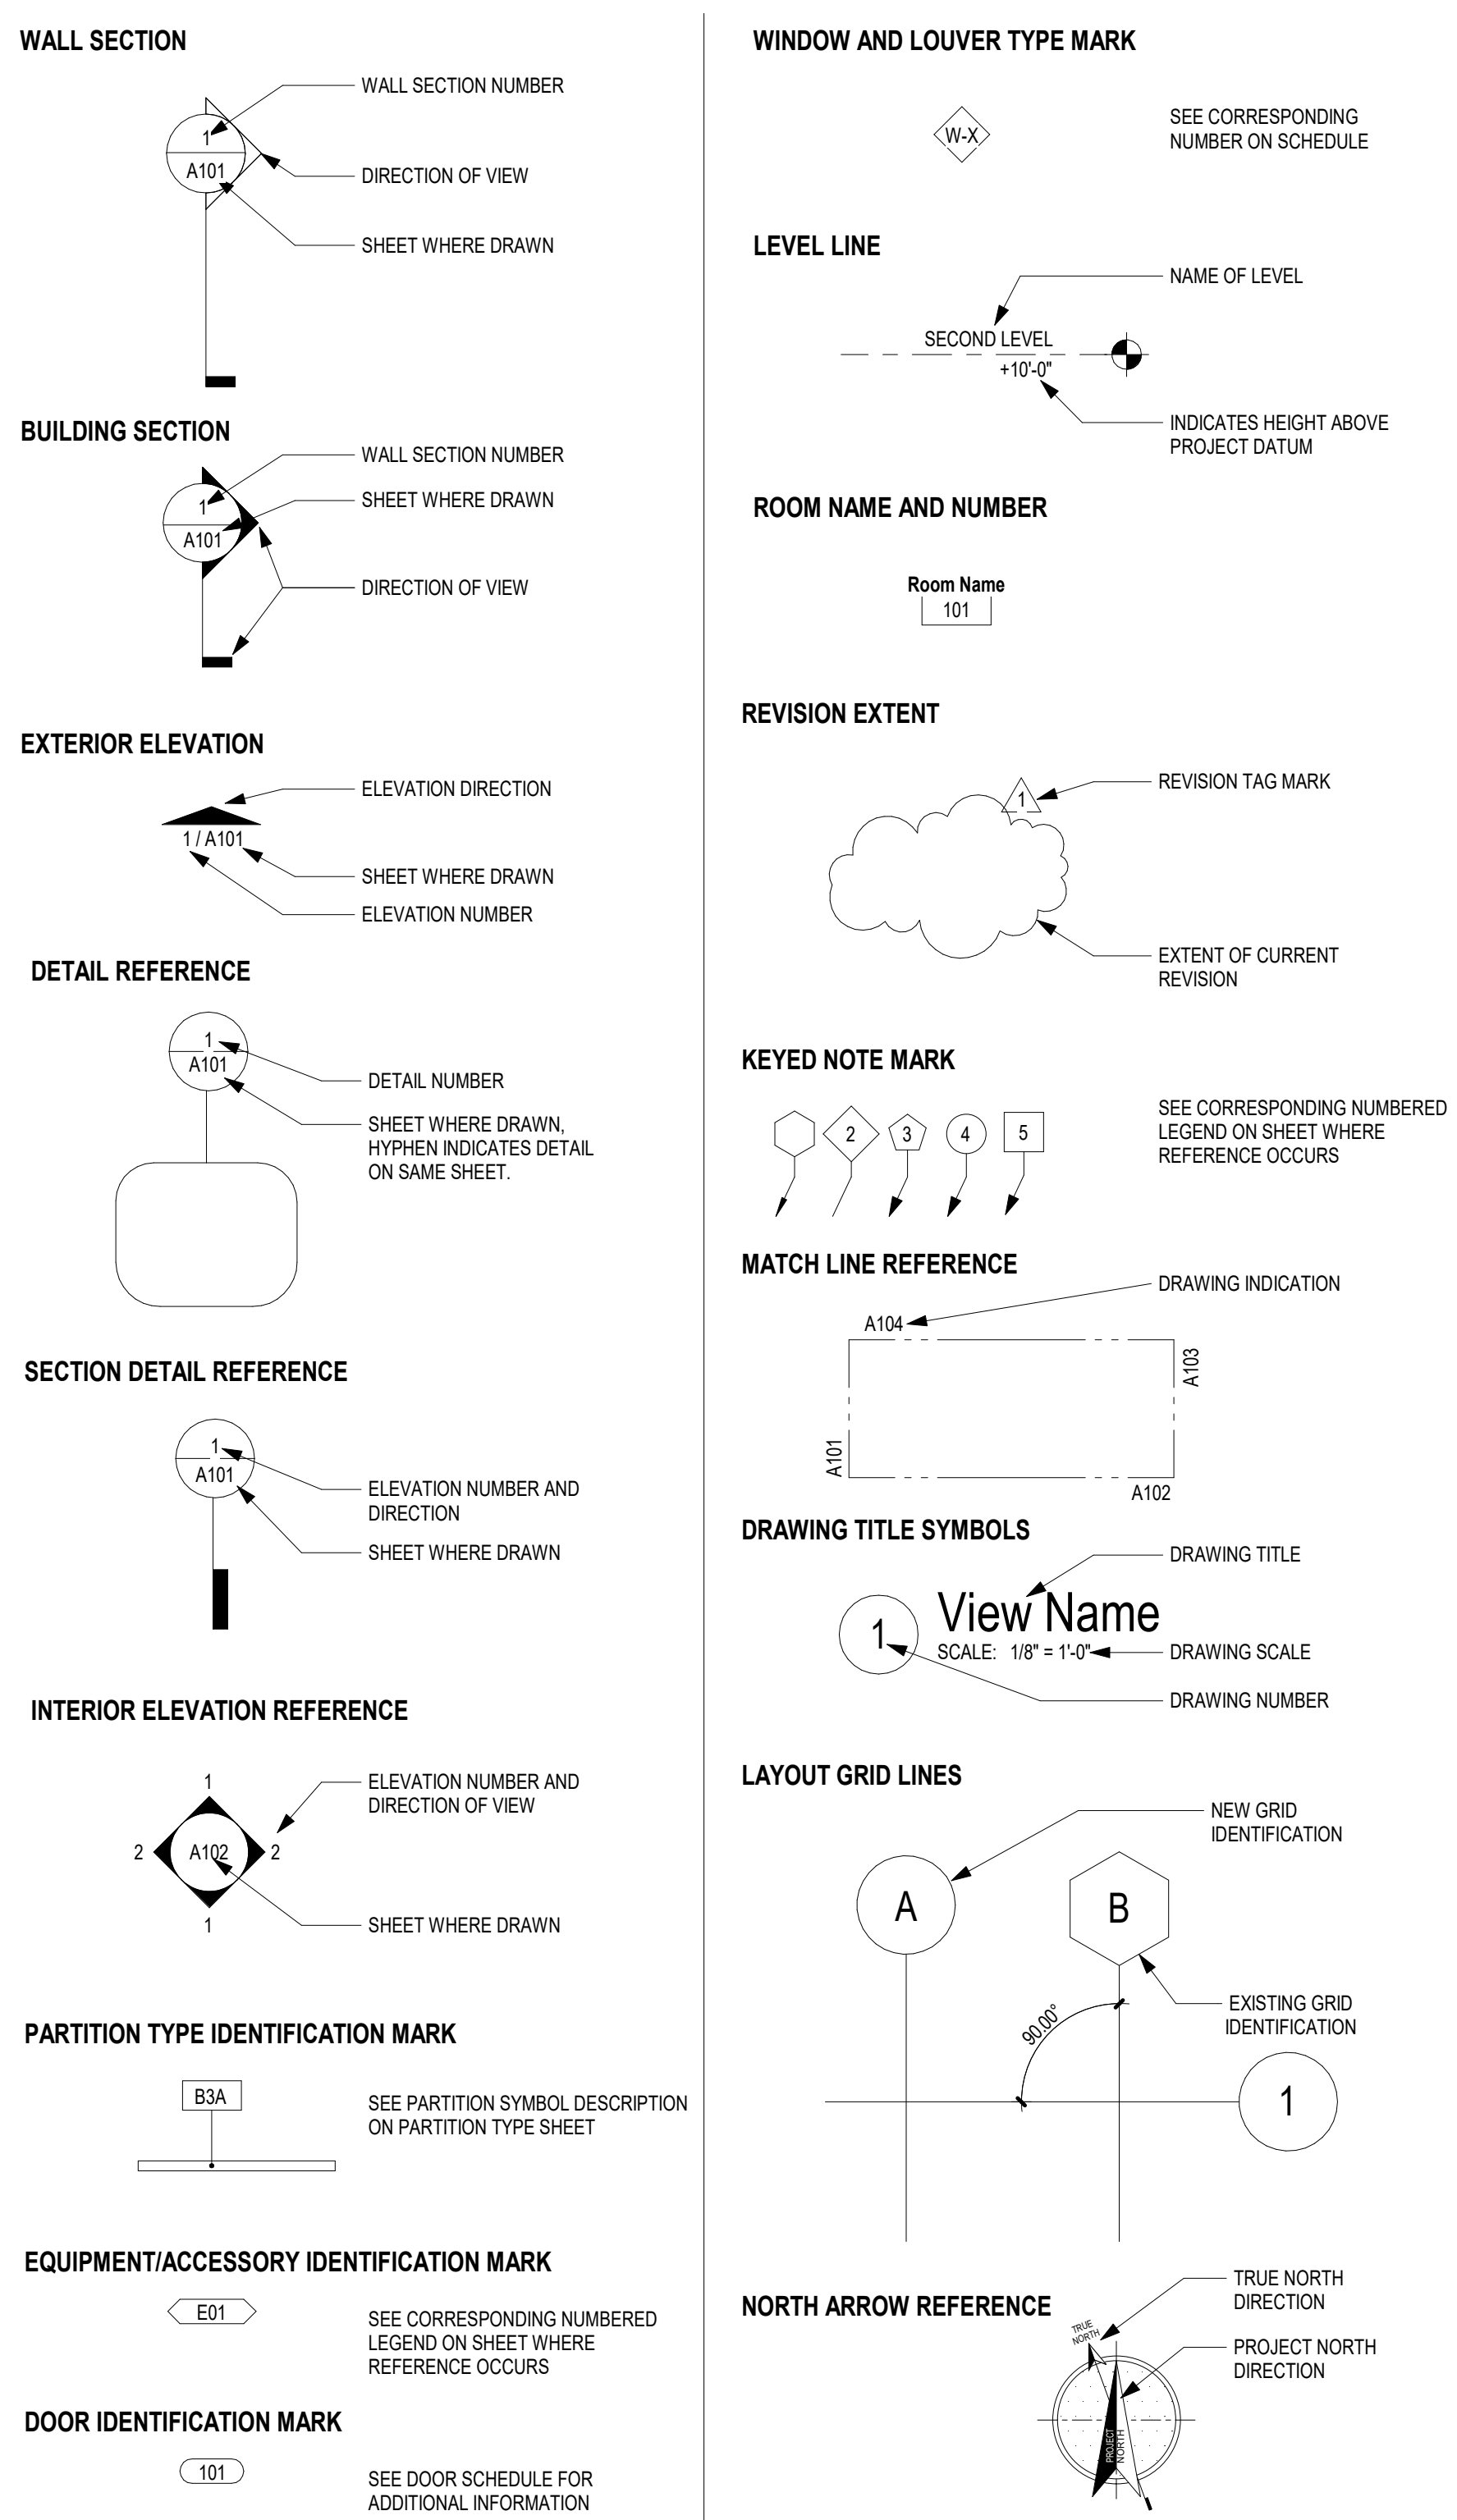 WALL SECTION
WALL SECTION NUMBER
1
A101
DIRECTION OF VIEW
SHEET WHERE DRAWN
BUILDING SECTION
WALL SECTION NUMBER
SHEET WHERE DRAWN
1
A101
DIRECTION OF VIEW
EXTERIOR ELEVATION
ELEVATION DIRECTION
1 / A101
SHEET WHERE DRAWN
ELEVATION NUMBER
DETAIL REFERENCE
1
A101
DETAIL NUMBER
SHEET WHERE DRAWN,
HYPHEN INDICATES DETAIL
ON SAME SHEET.
SECTION DETAIL REFERENCE
1
A101
ELEVATION NUMBER AND
DIRECTION
SHEET WHERE DRAWN
INTERIOR ELEVATION REFERENCE
1
ELEVATION NUMBER AND
DIRECTION OF VIEW
2
A102
2
1
SHEET WHERE DRAWN
PARTITION TYPE IDENTIFICATION MARK
B3A
SEE PARTITION SYMBOL DESCRIPTION
ON PARTITION TYPE SHEET
EQUIPMENT/ACCESSORY IDENTIFICATION MARK
E01
SEE CORRESPONDING NUMBERED
LEGEND ON SHEET WHERE
REFERENCE OCCURS
DOOR IDENTIFICATION MARK
101
SEE DOOR SCHEDULE FOR
ADDITIONAL INFORMATION
WINDOW AND LOUVER TYPE MARK
W-X
SEE CORRESPONDING
NUMBER ON SCHEDULE
LEVEL LINE
NAME OF LEVEL
SECOND LEVEL
+10'-0"
INDICATES HEIGHT ABOVE
PROJECT DATUM
ROOM NAME AND NUMBER
Room Name
101
REVISION EXTENT
REVISION TAG MARK
1
EXTENT OF CURRENT
REVISION
KEYED NOTE MARK
2
3
4
5
SEE CORRESPONDING NUMBERED
LEGEND ON SHEET WHERE
REFERENCE OCCURS
MATCH LINE REFERENCE
DRAWING INDICATION
A104
A103
A101
A102
DRAWING TITLE SYMBOLS
DRAWING TITLE
1
View Name
SCALE: 1/8" = 1'-0"
DRAWING SCALE
DRAWING NUMBER
LAYOUT GRID LINES
NEW GRID
IDENTIFICATION
A
B
EXISTING GRID
IDENTIFICATION
90.00°
1
NORTH ARROW REFERENCE
TRUE NORTH
DIRECTION
TRUE
NORTH
PROJECT NORTH
DIRECTION
PROJECT
NORTH